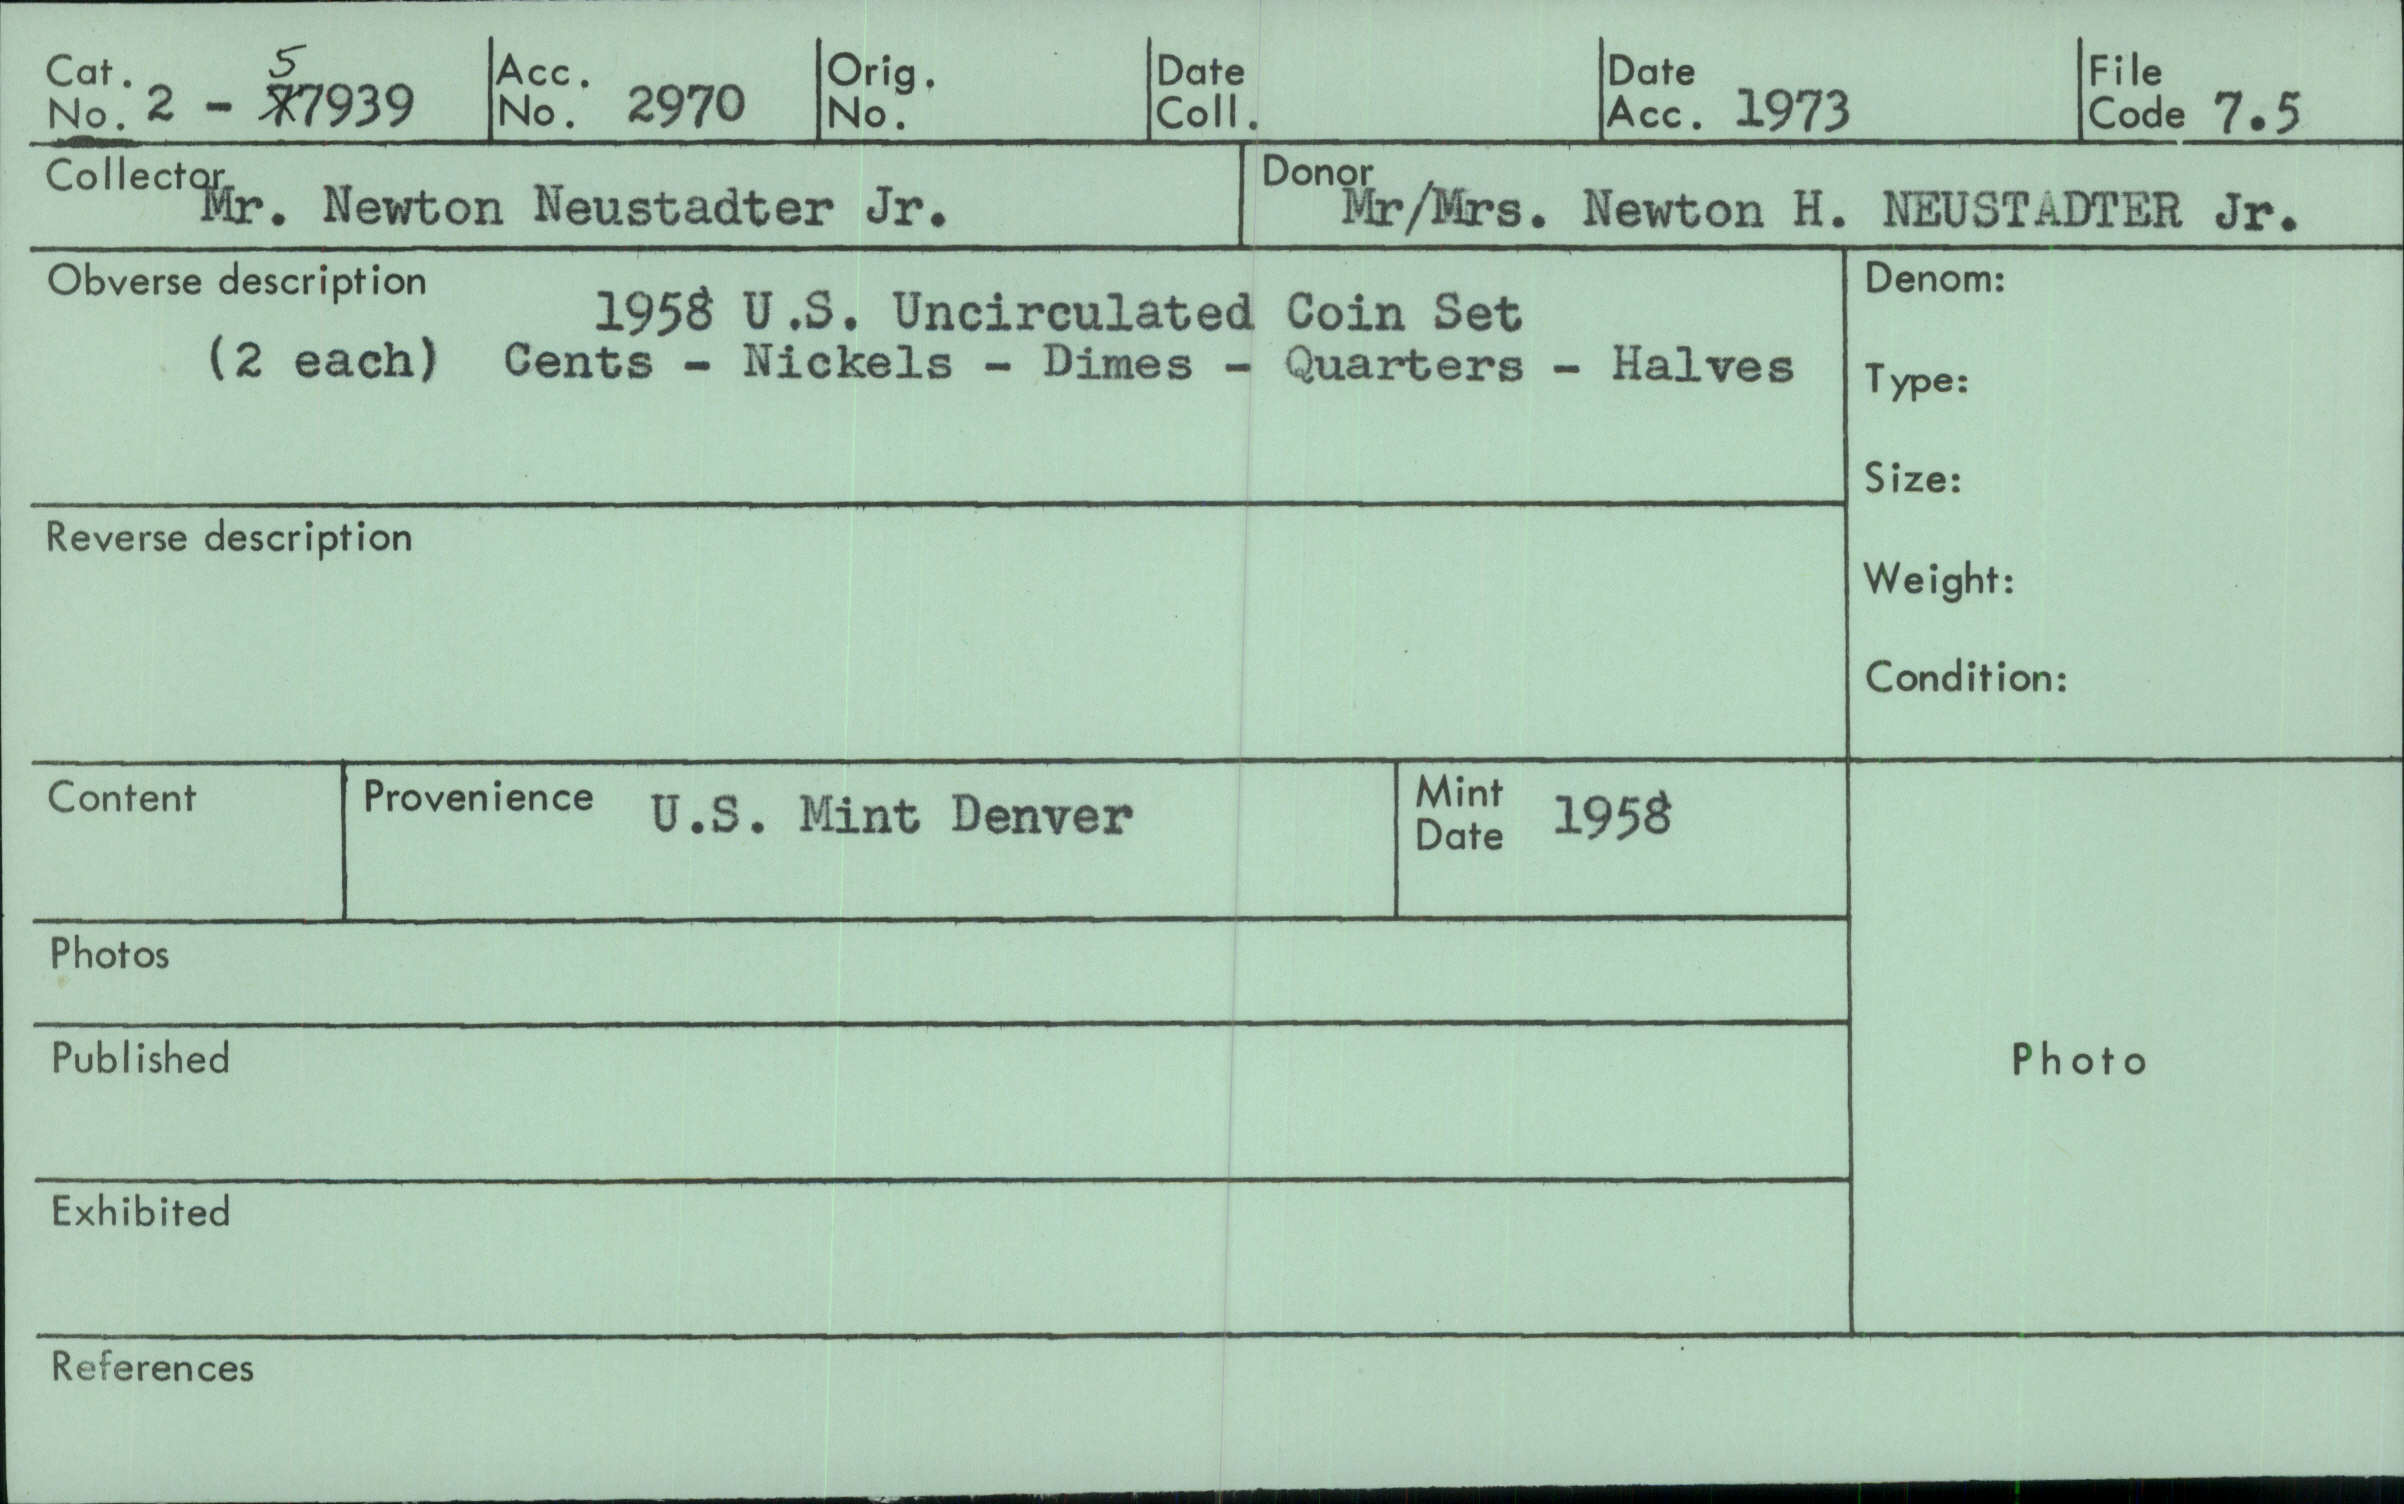 Cat. No. 2 - 57939
Acc. No. 2970
Orig. No.
Date Coll.
Date Acc. 1973
File Code 7.5
Collector Mr. Newton Neustadter Jr.
Donor Mr/Mrs. Newton H. NEUSTADTER Jr.
Obverse description
1958 U.S. Uncirculated Coin Set
(2 each) Cents - Nickels - Dimes - Quarters - Halves
Denom:
Type:
Size:
Weight:
Condition:
Reverse description
Content
Provenience U.S. Mint Denver
Mint Date 1958
Photos
Published
Photo
Exhibited
References